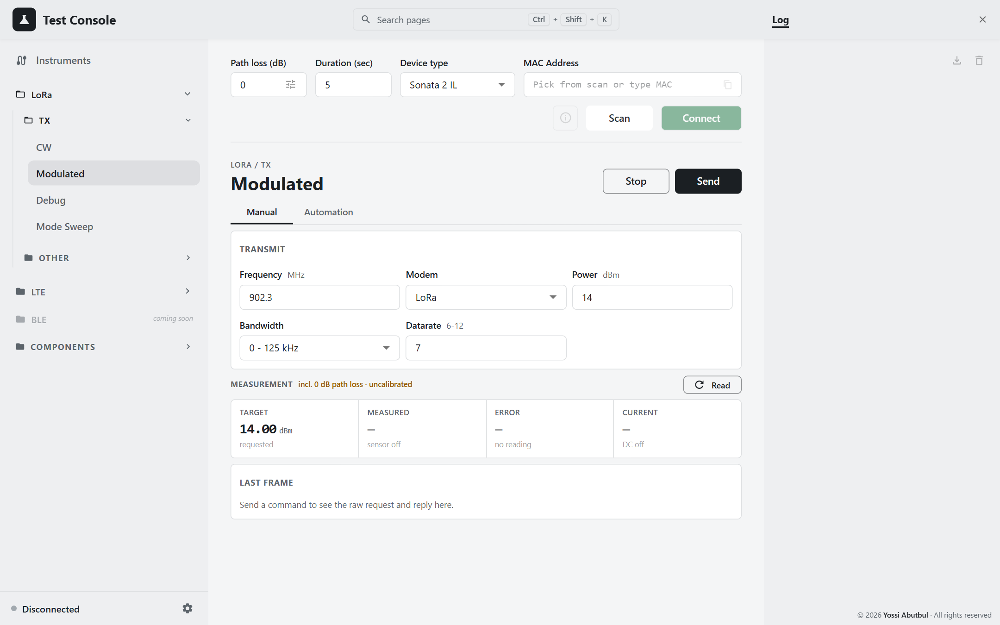 Test Console
Search pages
Ctrl + Shift + K
Log
Instruments
LoRa
TX
CW
Modulated
Debug
Mode Sweep
OTHER
LTE
BLE
coming soon
COMPONENTS
Disconnected
Path loss (dB)
0
Duration (sec)
5
Device type
Sonata 2 IL
MAC Address
Pick from scan or type MAC
Scan
Connect
LORA / TX
Modulated
Stop
Send
Manual
Automation
TRANSMIT
Frequency MHz
902.3
Modem
LoRa
Power dBm
14
Bandwidth
0 - 125 kHz
Datarate 6-12
7
MEASUREMENT incl. 0 dB path loss · uncalibrated
Read
TARGET
14.00 dBm
requested
MEASURED
—
sensor off
ERROR
—
no reading
CURRENT
—
DC off
LAST FRAME
Send a command to see the raw request and reply here.
© 2026 Yossi Abutbul · All rights reserved